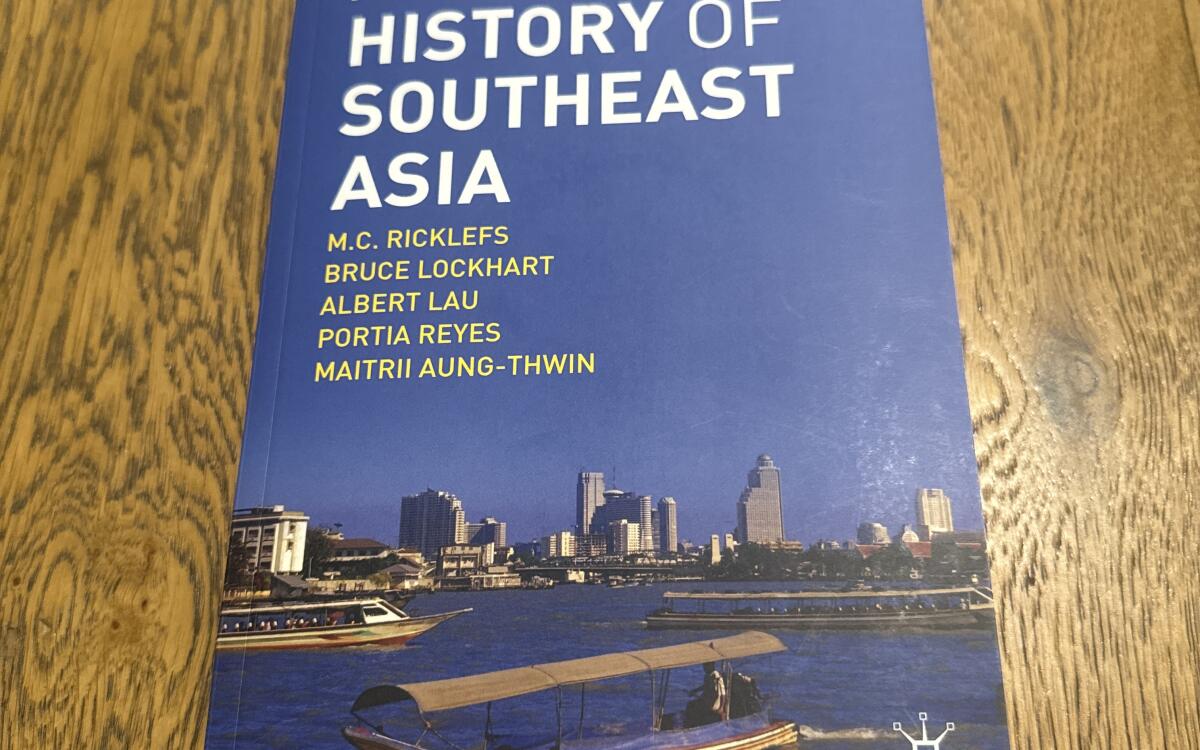 HISTORY OF
SOUTHEAST
ASIA
M.C. RICKLEFS
BRUCE LOCKHART
ALBERT LAU
PORTIA REYES
MAITRII AUNG-THWIN